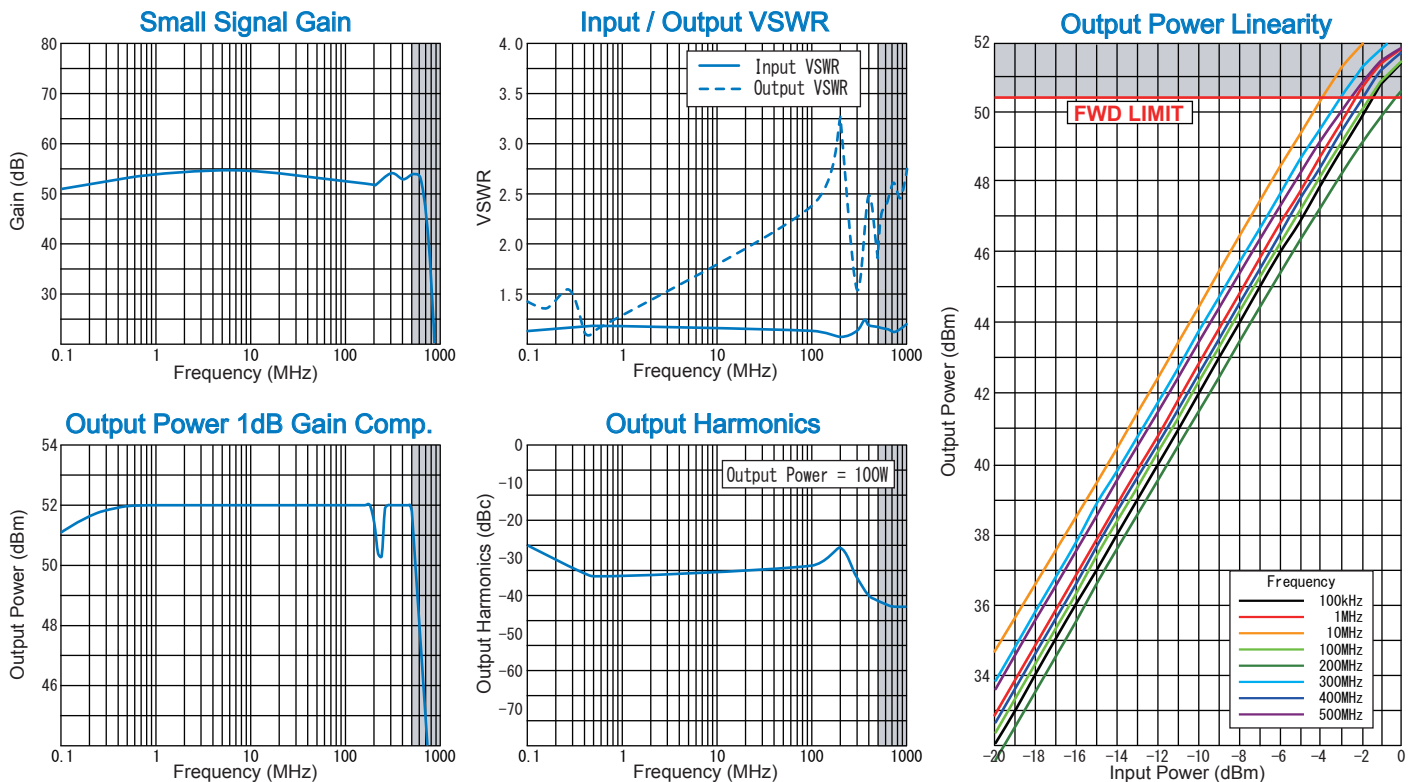 Small Signal Gain
80
70
60
50
40
30
Gain (dB)
0.1
1
10
100
1000
Frequency (MHz)
Input / Output VSWR
4.0
3.5
3.0
2.5
2.0
1.5
VSWR
Input VSWR
Output VSWR
0.1
1
10
100
1000
Frequency (MHz)
Output Power 1dB Gain Comp.
54
52
50
48
46
Output Power (dBm)
0.1
1
10
100
1000
Frequency (MHz)
Output Harmonics
0
-10
-20
-30
-40
-50
-60
-70
Output Harmonics (dBc)
Output Power = 100W
0.1
1
10
100
1000
Frequency (MHz)
Output Power Linearity
52
50
48
46
44
42
40
38
36
34
Output Power (dBm)
FWD LIMIT
Frequency
100kHz
1MHz
10MHz
100MHz
200MHz
300MHz
400MHz
500MHz
-20
-18
-16
-14
-12
-10
-8
-6
-4
-2
0
Input Power (dBm)